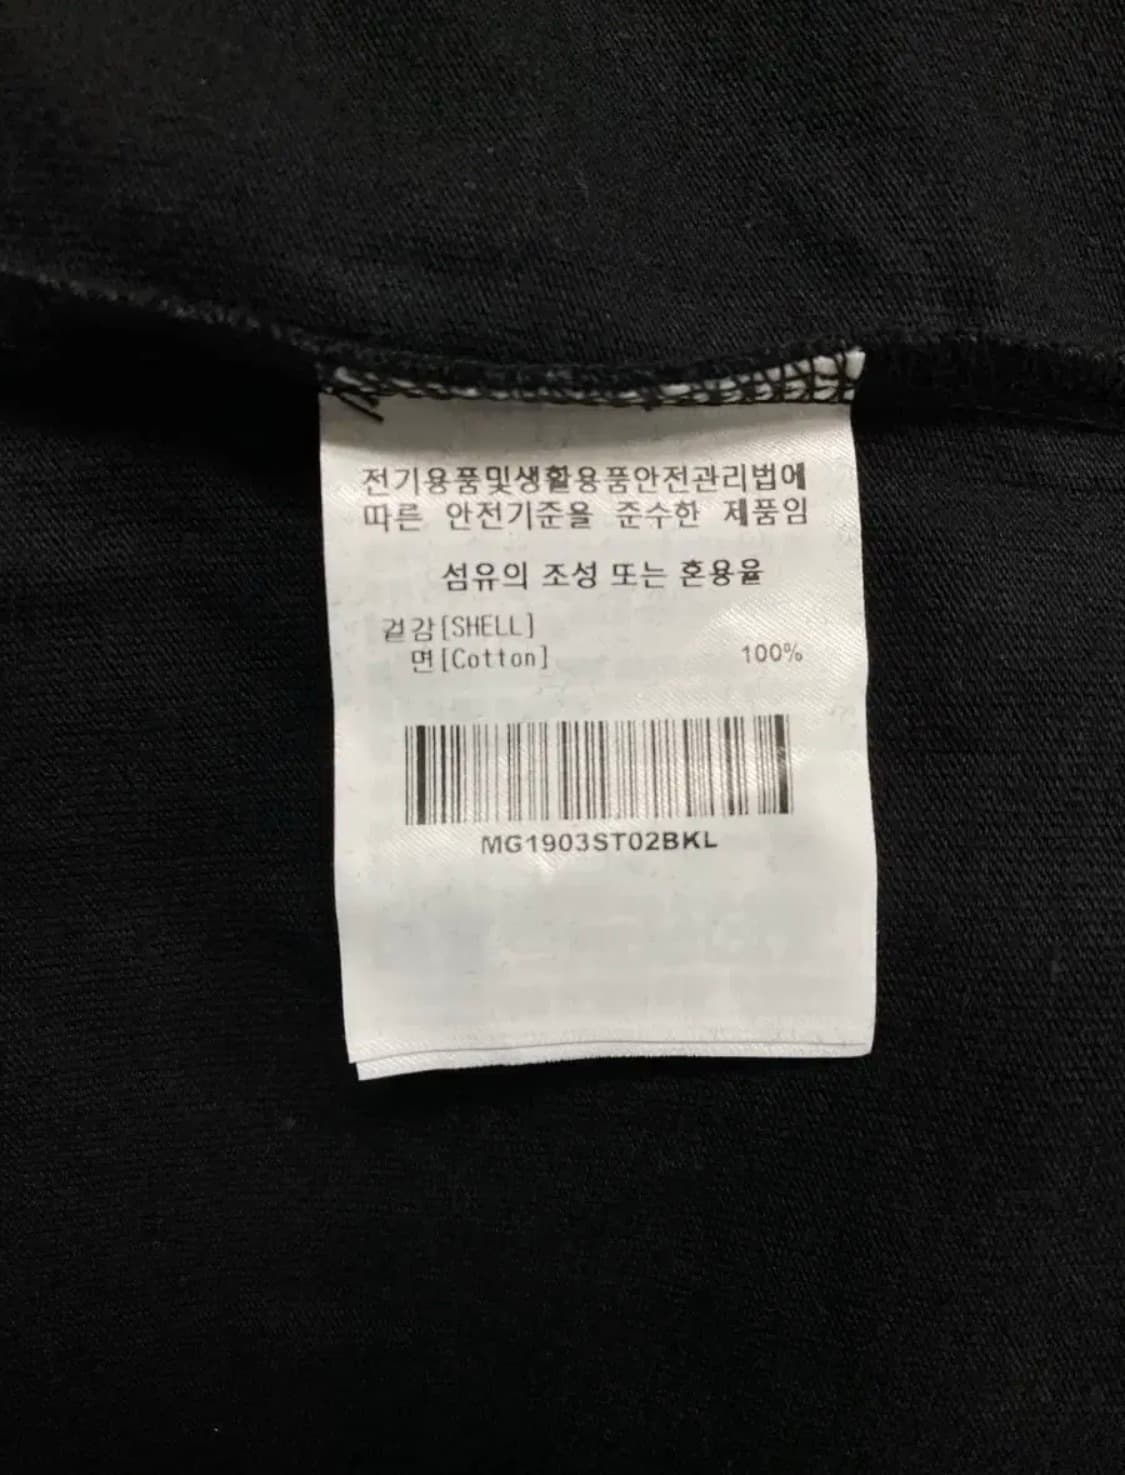 전기용품및생활용품안전관리법에
따른 안전기준을 준수한 제품임
섬유의 조성 또는 혼용율
겉감[SHELL]
면[Cotton] 100%
MG1903ST02BKL